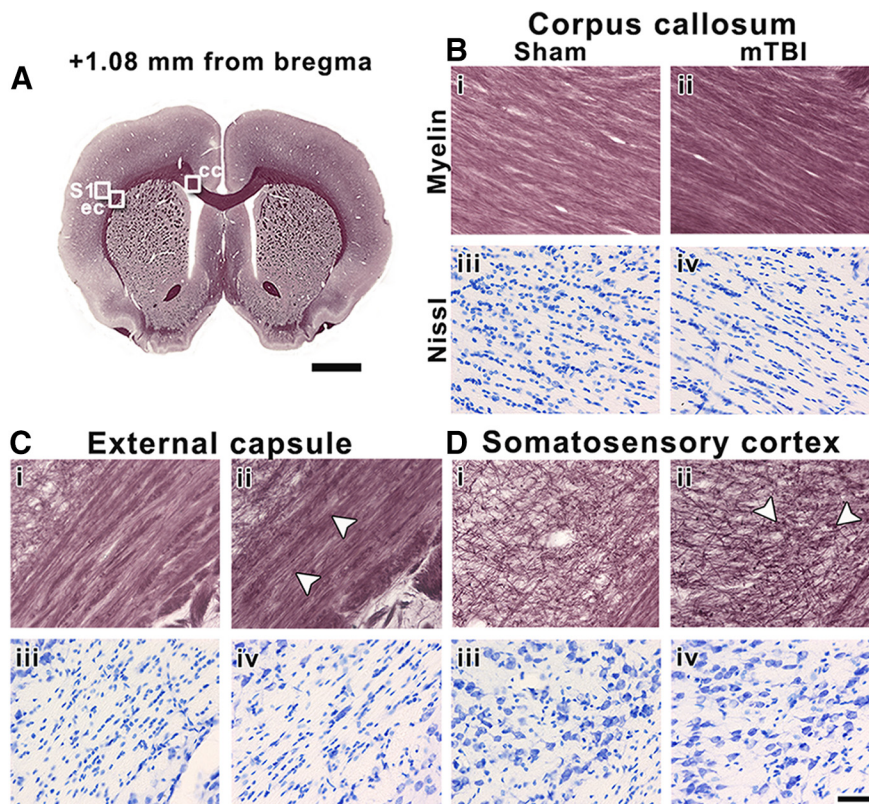 A
+1.08 mm from bregma
cc
S1
ec
B
Corpus callosum
Sham mTBI
Myelin
i ii
Nissl
iii iv
C External capsule
i ii
iii iv
D Somatosensory cortex
i ii
iii iv